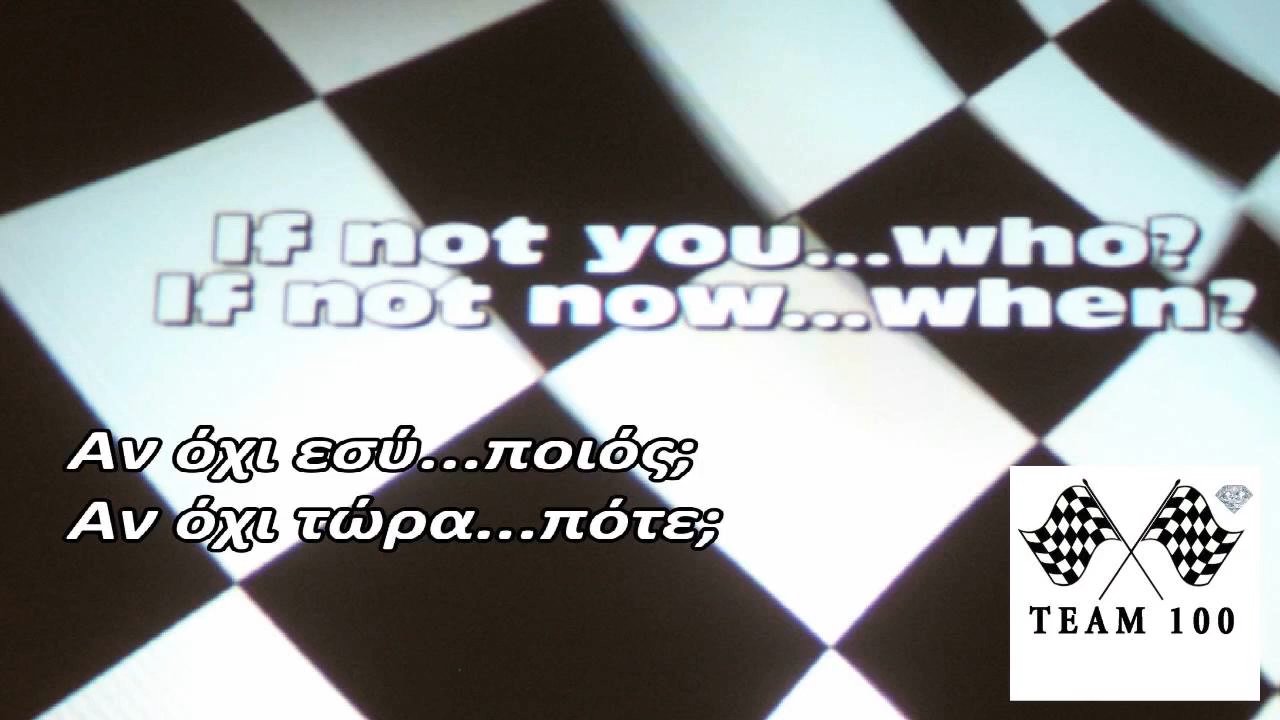 If not you...who?
If not now...when?
Αν όχι εσύ...ποιός;
Αν όχι τώρα...πότε;
TEAM 100